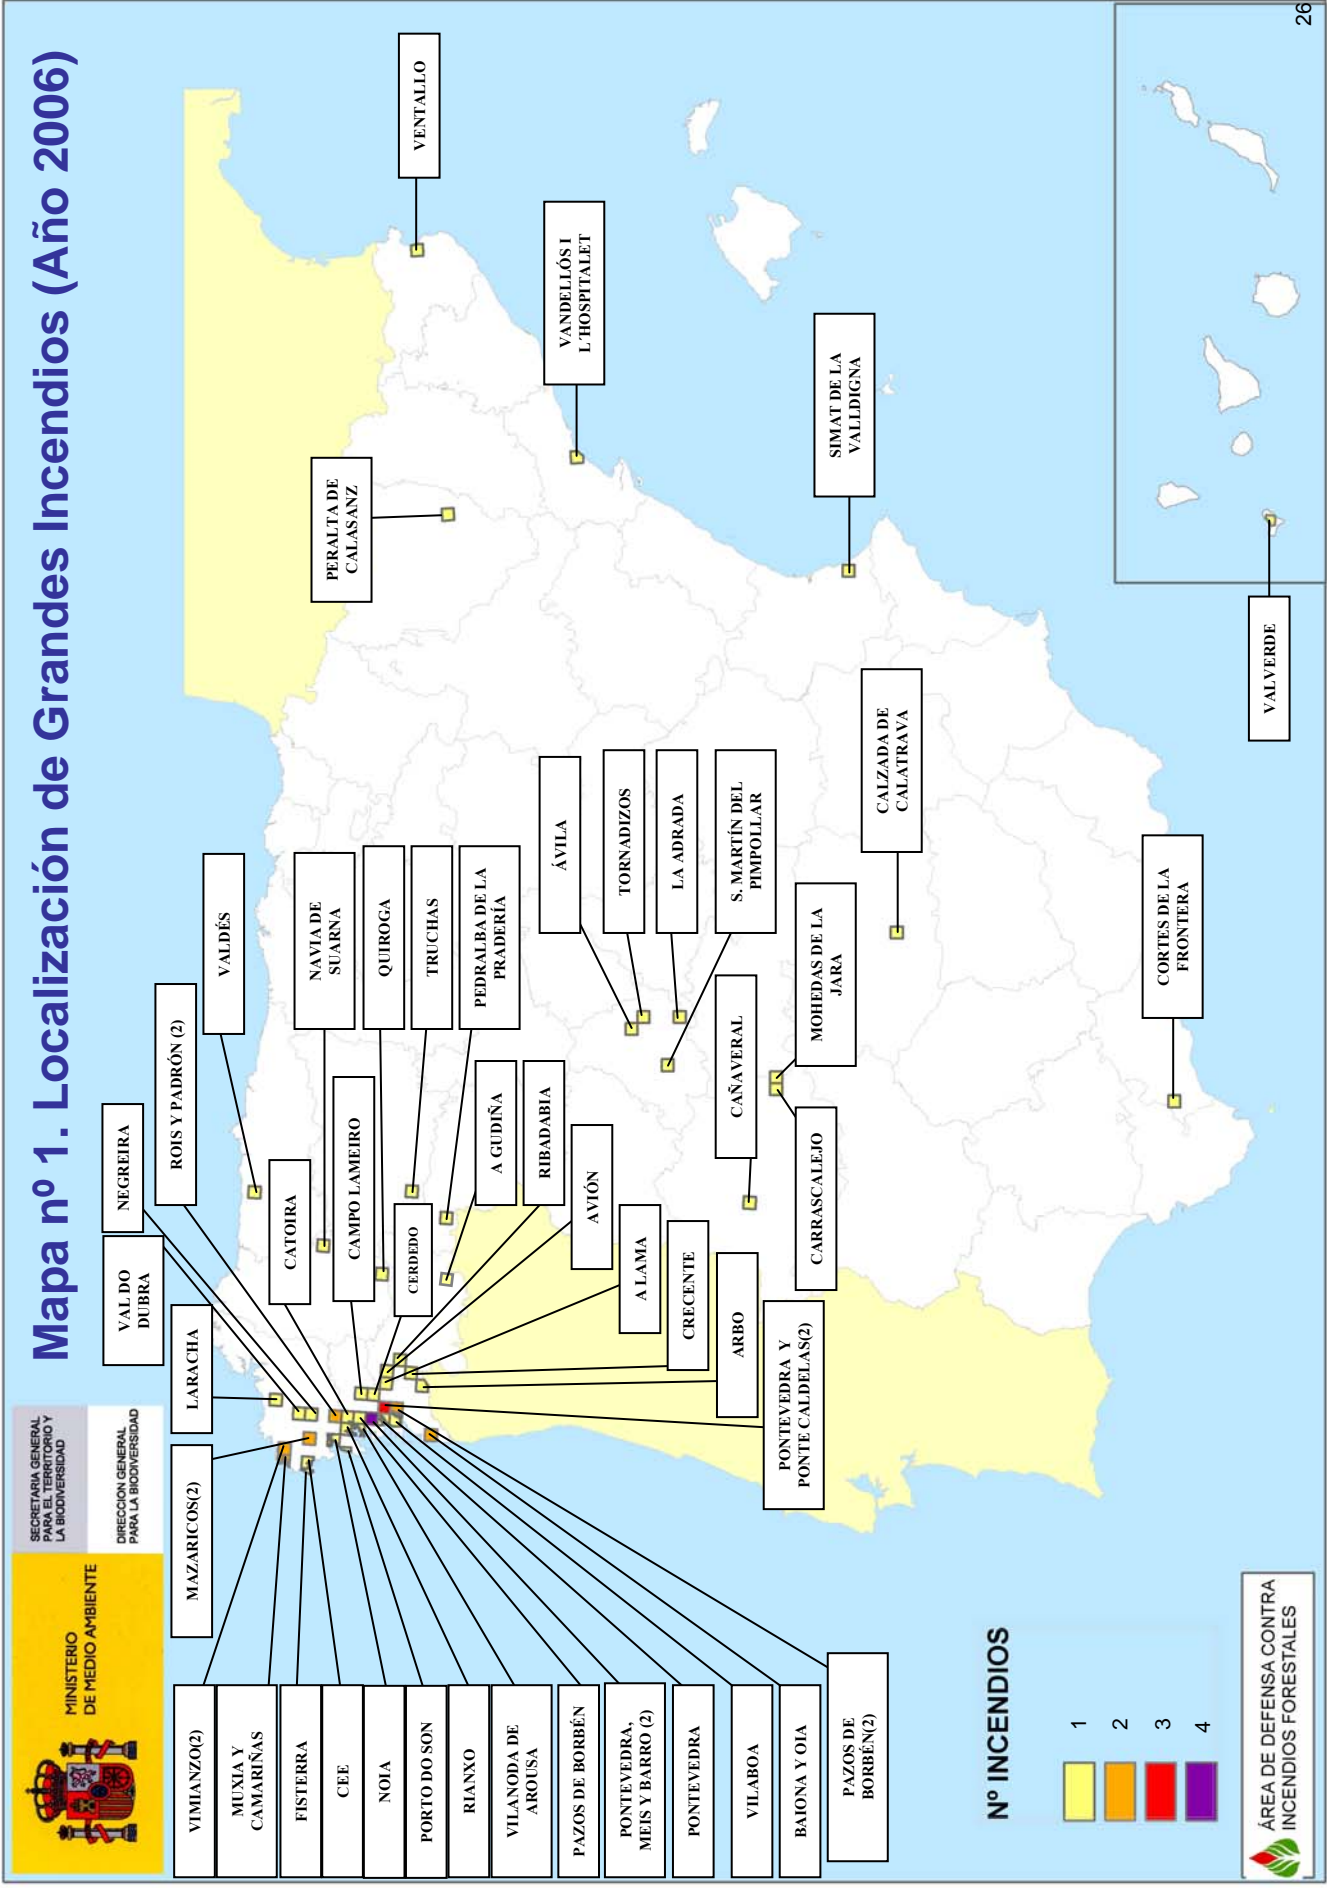 Mapa nº 1. Localización de Grandes Incendios (Año 2006)
MINISTERIO
DE MEDIO AMBIENTE
SECRETARIA GENERAL
PARA EL TERRITORIO Y
LA BIODIVERSIDAD
DIRECCION GENERAL
PARA LA BIODIVERSIDAD
VIMIANZO(2)
MUXIA Y
CAMARIÑAS
FISTERRA
CEE
NOIA
PORTO DO SON
RIANXO
VILANODA DE
AROUSA
PAZOS DE BORBÉN
PONTEVEDRA,
MEIS Y BARRO (2)
PONTEVEDRA
VILABOA
BAIONA Y OIA
PAZOS DE
BORBÉN(2)
MAZARICOS(2)
LARACHA
VAL DO
DUBRA
NEGREIRA
ROIS Y PADRÓN (2)
VALDÉS
CATOIRA
CAMPO LAMEIRO
CERDEDO
NAVIA DE
SUARNA
QUIROGA
TRUCHAS
PEDRALBA DE LA
PRADERÍA
A GUDIÑA
RIBADABIA
AVIÓN
A LAMA
CRECENTE
ARBO
PONTEVEDRA Y
PONTE CALDELAS(2)
ÁVILA
TORNADIZOS
LA ADRADA
S. MARTÍN DEL
PIMPOLLAR
CAÑAVERAL
MOHEDAS DE LA
JARA
CARRASCALEJO
CALZADA DE
CALATRAVA
CORTES DE LA
FRONTERA
PERALTA DE
CALASANZ
VENTALLO
VANDELLÓS I
L'HOSPITALET
SIMAT DE LA
VALLDIGNA
VALVERDE
Nº INCENDIOS
1
2
3
4
ÁREA DE DEFENSA CONTRA
INCENDIOS FORESTALES
26